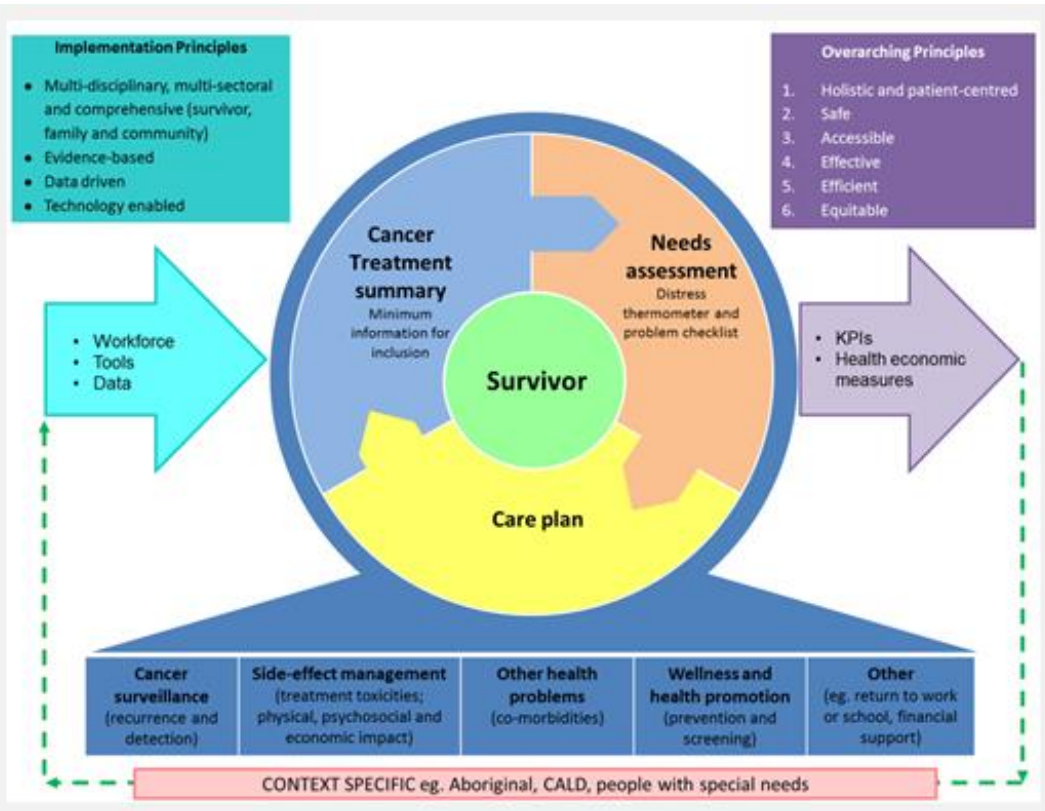 Implementation Principles
• Multi-disciplinary, multi-sectoral
and comprehensive (survivor,
family and community)
• Evidence-based
• Data driven
• Technology enabled
Overarching Principles
1. Holistic and patient-centred
2. Safe
3. Accessible
4. Effective
5. Efficient
6. Equitable
• Workforce
• Tools
• Data
Cancer
Treatment
summary
Minimum
information for
inclusion
Needs
assessment
Distress
thermometer and
problem checklist
Survivor
Care plan
• KPIs
• Health economic
measures
Cancer
surveillance
(recurrence and
detection)
Side-effect management
(treatment toxicities;
physical, psychosocial and
economic impact)
Other health
problems
(co-morbidities)
Wellness and
health promotion
(prevention and
screening)
Other
(eg. return to work
or school, financial
support)
CONTEXT SPECIFIC eg. Aboriginal, CALD, people with special needs